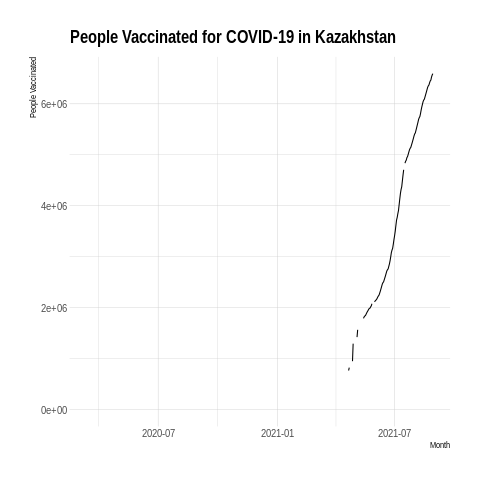 People Vaccinated for COVID-19 in Kazakhstan
People Vaccinated
6e+06
4e+06
2e+06
0e+00
2020-07 2021-01 2021-07
Month